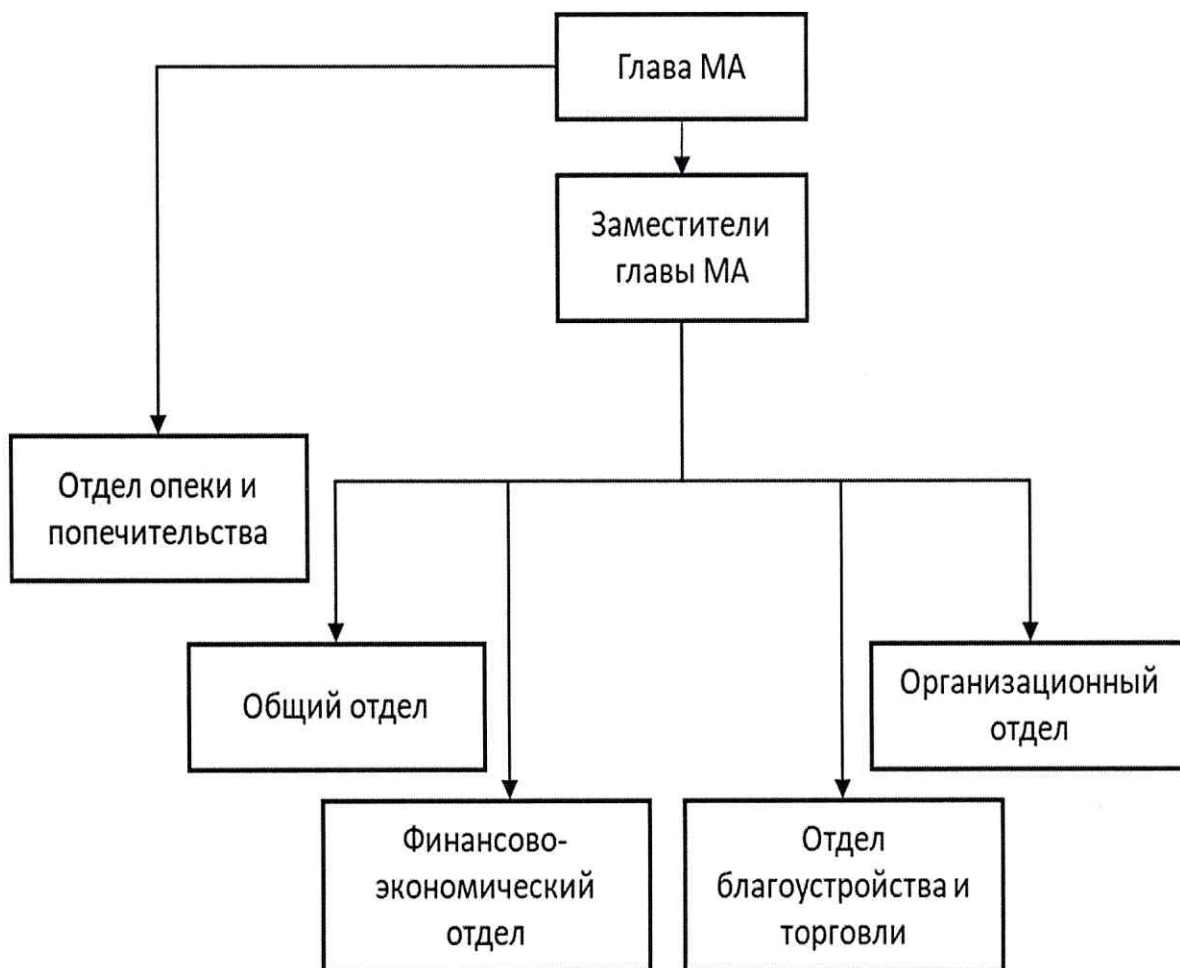 Глава МА
Заместители
главы МА
Отдел опеки и
попечительства
Общий отдел
Организационный
отдел
Финансово-
экономический
отдел
Отдел
благоустройства и
торговли